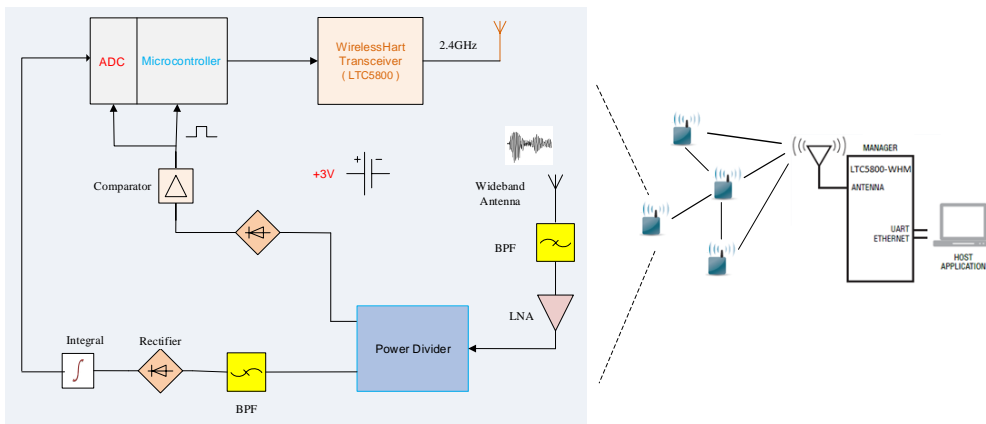 ADC
Microcontroller
WirelessHart
Transceiver
( LTC5800 )
2.4GHz
Comparator
+3V
+
−
Wideband
Antenna
BPF
LNA
Power Divider
Integral
∫
Rectifier
BPF
MANAGER
LTC5800-WHM
ANTENNA
UART
ETHERNET
HOST
APPLICATION